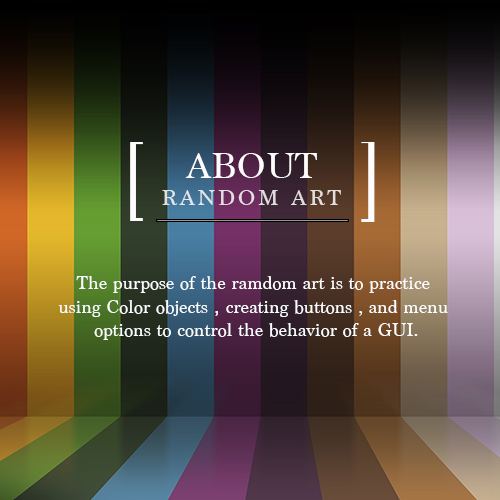 [ ABOUT ]
RANDOM ART
The purpose of the ramdom art is to practice
using Color objects , creating buttons , and menu
options to control the behavior of a GUI.